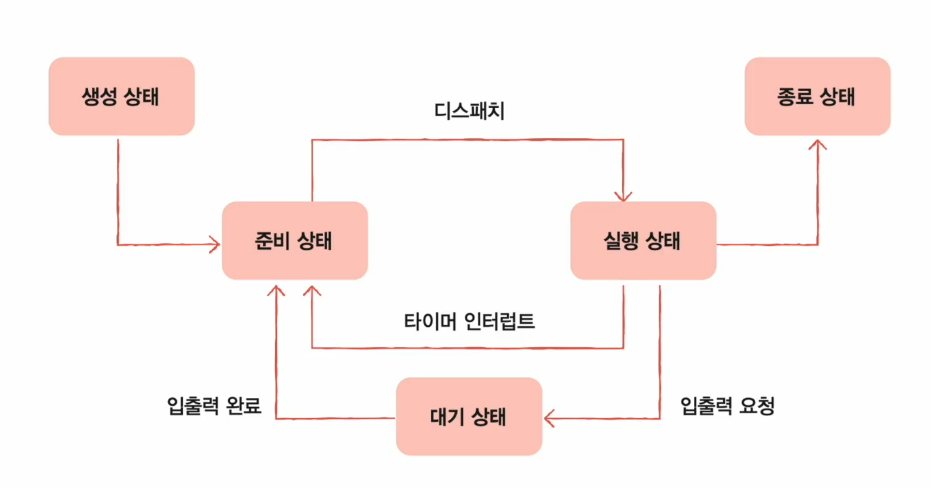 생성 상태
종료 상태
디스패치
준비 상태
실행 상태
타이머 인터럽트
입출력 완료
대기 상태
입출력 요청